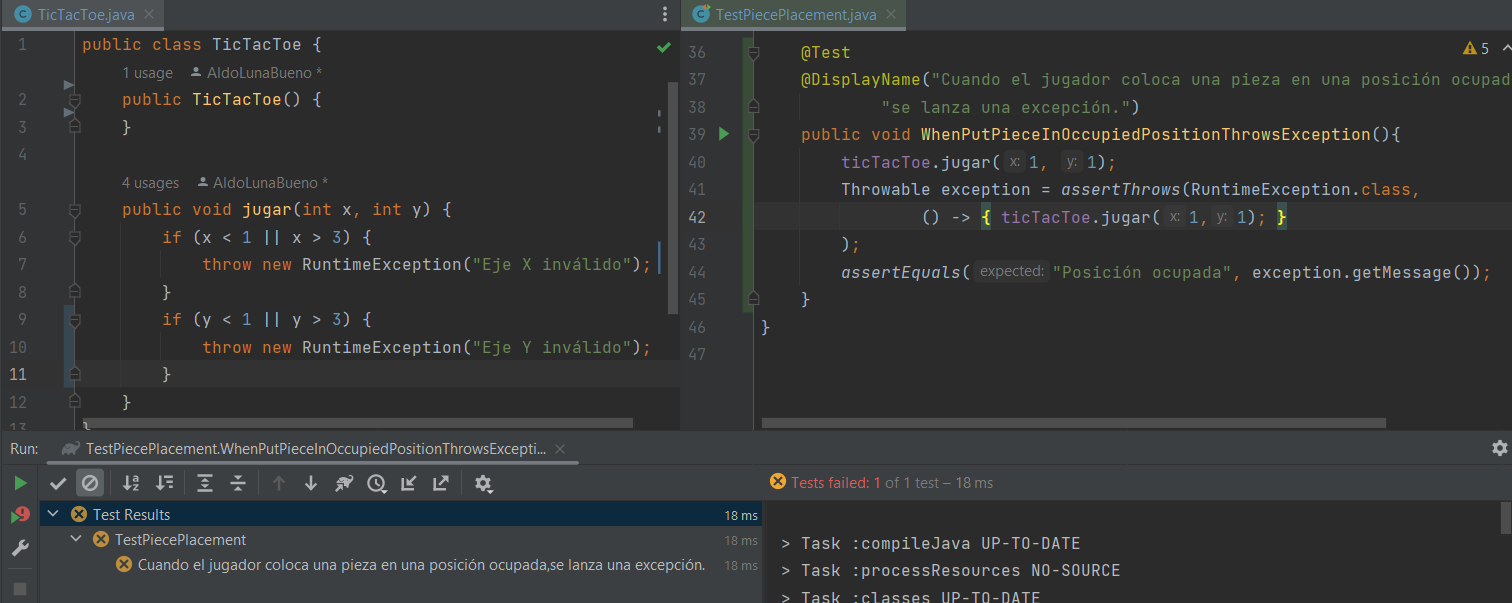 TicTacToe.java
TestPiecePlacement.java
1 public class TicTacToe {
1 usage AldoLunaBueno *
2 public TicTacToe() {
3 }
4
4 usages AldoLunaBueno *
5 public void jugar(int x, int y) {
6 if (x < 1 || x > 3) {
7 throw new RuntimeException("Eje X inválido");
8 }
9 if (y < 1 || y > 3) {
10 throw new RuntimeException("Eje Y inválido");
11 }
12 }
13 }
5
36 @Test
37 @DisplayName("Cuando el jugador coloca una pieza en una posición ocupad
38 "se lanza una excepción.")
39 public void WhenPutPieceInOccupiedPositionThrowsException(){
40 ticTacToe.jugar( x: 1, y: 1);
41 Throwable exception = assertThrows(RuntimeException.class,
42 () -> { ticTacToe.jugar( x: 1, y: 1); }
43 );
44 assertEquals( expected: "Posición ocupada", exception.getMessage());
45 }
46 }
47
Run: TestPiecePlacement.WhenPutPieceInOccupiedPositionThrowsExcepti...
Tests failed: 1 of 1 test – 18 ms
Test Results 18 ms
TestPiecePlacement 18 ms
Cuando el jugador coloca una pieza en una posición ocupada,se lanza una excepción. 18 ms
> Task :compileJava UP-TO-DATE
> Task :processResources NO-SOURCE
> Task :classes UP-TO-DATE